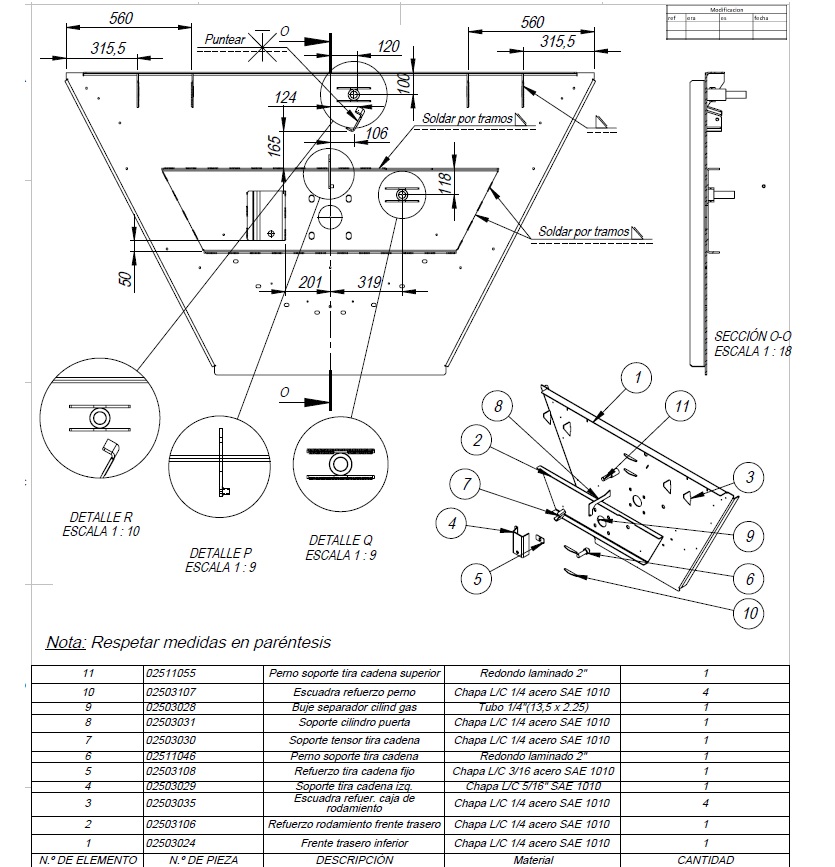 Modificacion
ref era es fecha
560
315,5
Puntear
O
120
100
560
315,5
124
165
106
Soldar por tramos
118
Soldar por tramos
50
201
319
O
SECCIÓN O-O
ESCALA 1 : 18
DETALLE R
ESCALA 1 : 10
DETALLE P
ESCALA 1 : 9
DETALLE Q
ESCALA 1 : 9
1
8
11
2
7
3
4
9
5
6
10
Nota: Respetar medidas en paréntesis
11 02511055 Perno soporte tira cadena superior Redondo laminado 2" 1
10 02503107 Escuadra refuerzo perno Chapa L/C 1/4 acero SAE 1010 4
9 02503028 Buje separador cilind gas Tubo 1/4"(13,5 x 2.25) 1
8 02503031 Soporte cilindro puerta Chapa L/C 1/4 acero SAE 1010 1
7 02503030 Soporte tensor tira cadena Chapa L/C 1/4 acero SAE 1010 1
6 02511046 Perno soporte tira cadena Redondo laminado 2" 1
5 02503108 Refuerzo tira cadena fijo Chapa L/C 3/16 acero SAE 1010 1
4 02503029 Soporte tira cadena izq. Chapa L/C 5/16" SAE 1010 1
3 02503035 Escuadra refuer. caja de rodamiento Chapa L/C 1/4 acero SAE 1010 4
2 02503106 Refuerzo rodamiento frente trasero Chapa L/C 1/4 acero SAE 1010 1
1 02503024 Frente trasero inferior Chapa L/C 1/4 acero SAE 1010 1
N.º DE ELEMENTO N.º DE PIEZA DESCRIPCIÓN Material CANTIDAD